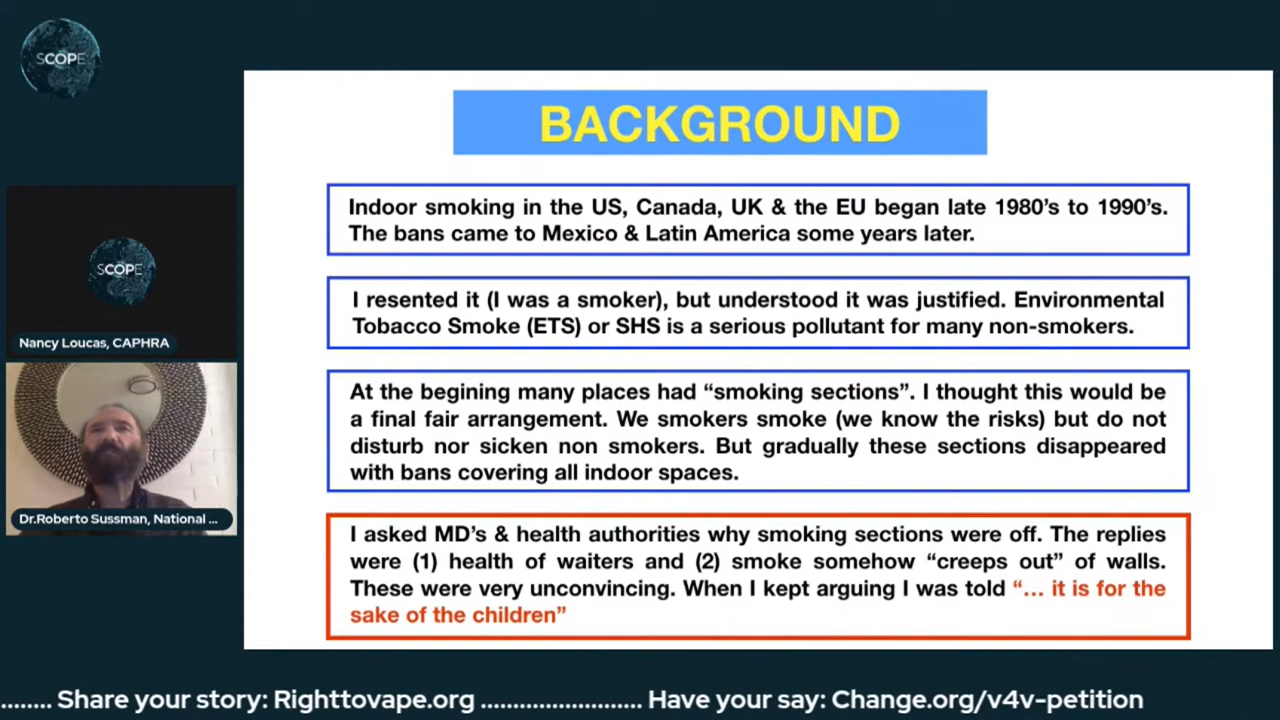 SCOPE
BACKGROUND
Indoor smoking in the US, Canada, UK & the EU began late 1980's to 1990's.
The bans came to Mexico & Latin America some years later.
I resented it (I was a smoker), but understood it was justified. Environmental
Tobacco Smoke (ETS) or SHS is a serious pollutant for many non-smokers.
At the begining many places had “smoking sections”. I thought this would be
a final fair arrangement. We smokers smoke (we know the risks) but do not
disturb nor sicken non smokers. But gradually these sections disappeared
with bans covering all indoor spaces.
I asked MD's & health authorities why smoking sections were off. The replies
were (1) health of waiters and (2) smoke somehow “creeps out” of walls.
These were very unconvincing. When I kept arguing I was told “... it is for the
sake of the children”
SCOPE
Nancy Loucas, CAPHRA
Dr.Roberto Sussman, National ...
........ Share your story: Righttovape.org ........................ Have your say: Change.org/v4v-petition